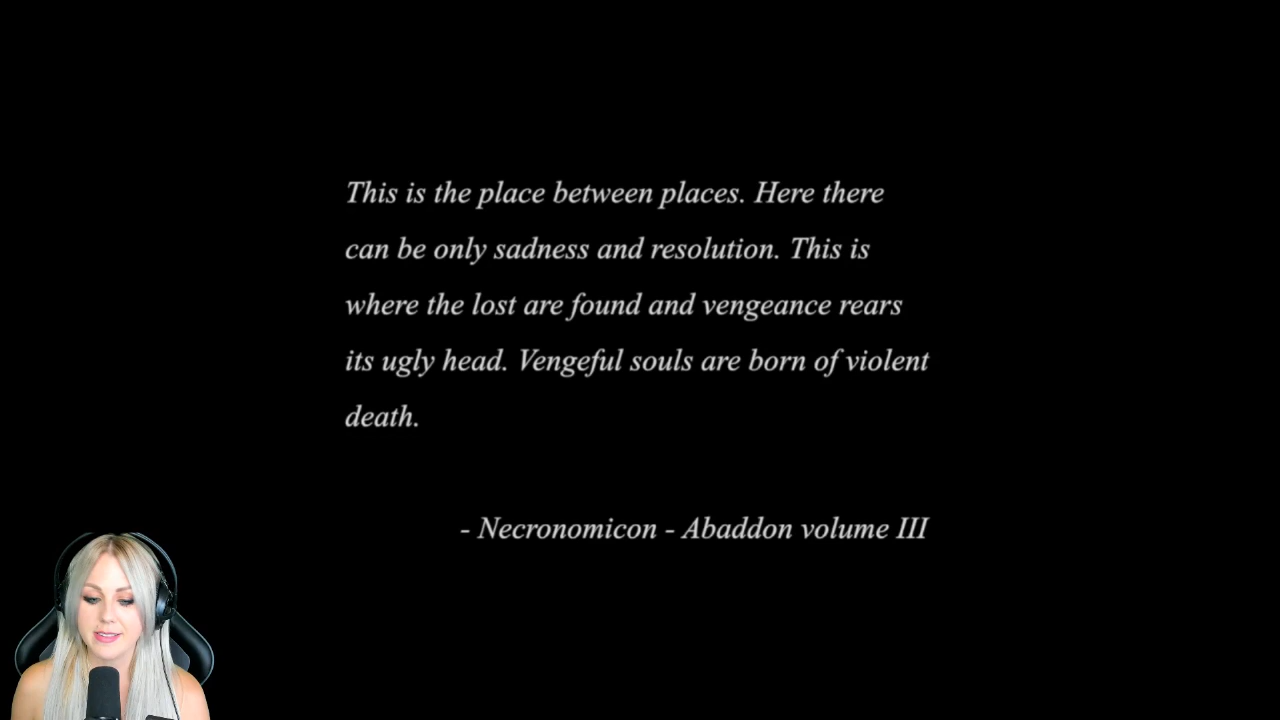 This is the place between places. Here there
can be only sadness and resolution. This is
where the lost are found and vengeance rears
its ugly head. Vengeful souls are born of violent
death.
- Necronomicon - Abaddon volume III